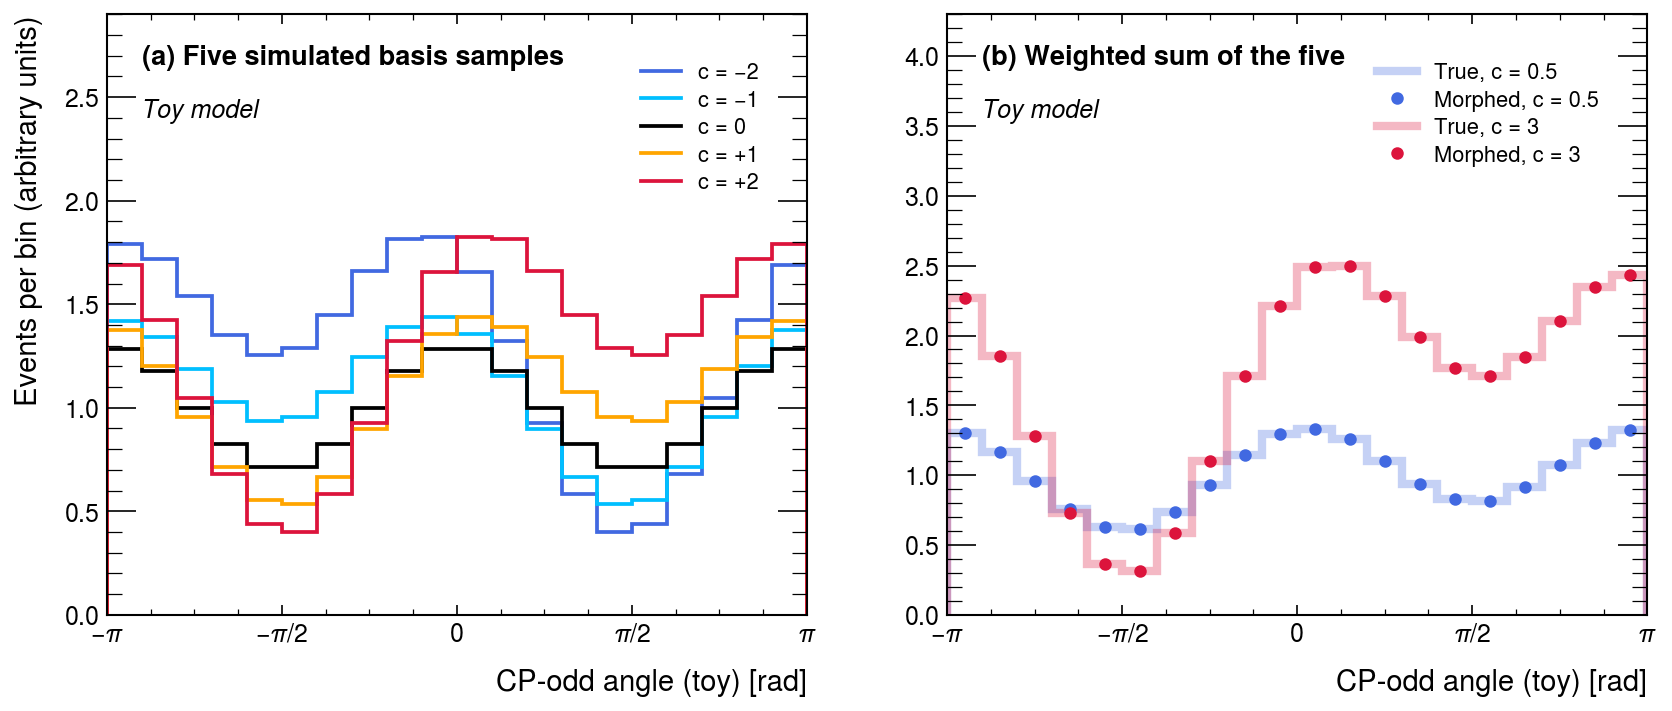 (a) Five simulated basis samples
Toy model
c = −2
c = −1
c = 0
c = +1
c = +2
Events per bin (arbitrary units)
2.5
2.0
1.5
1.0
0.5
0.0
−π
−π/2
0
π/2
π
CP-odd angle (toy) [rad]
(b) Weighted sum of the five
Toy model
True, c = 0.5
Morphed, c = 0.5
True, c = 3
Morphed, c = 3
4.0
3.5
3.0
2.5
2.0
1.5
1.0
0.5
0.0
−π
−π/2
0
π/2
π
CP-odd angle (toy) [rad]